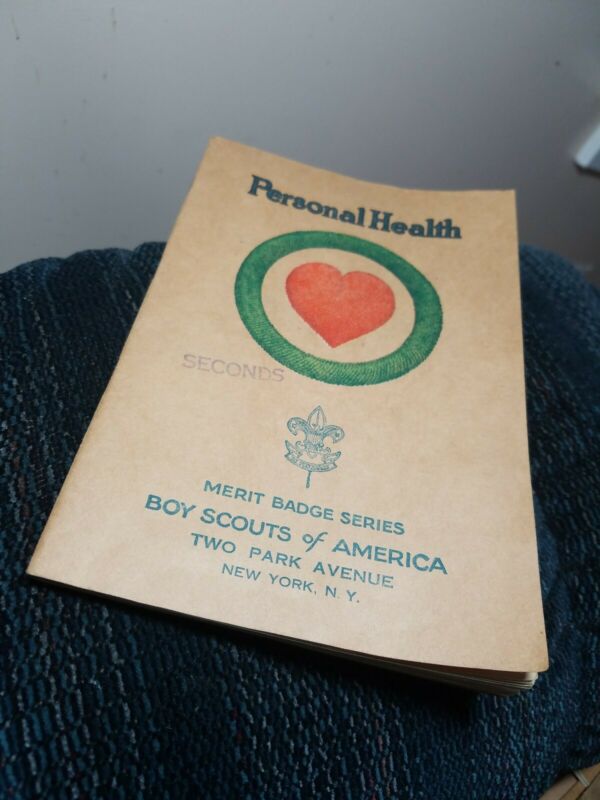 Personal Health
SECONDS
MERIT BADGE SERIES
BOY SCOUTS of AMERICA
TWO PARK AVENUE
NEW YORK, N. Y.